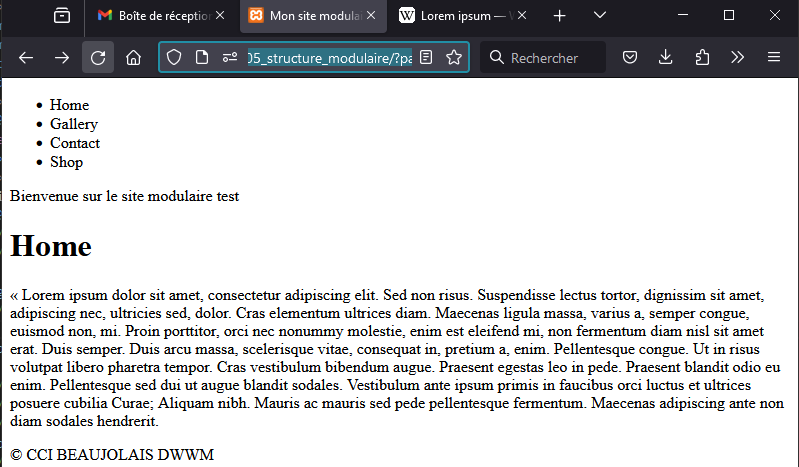 Boîte de réception
Mon site modulai
Lorem ipsum — W
05_structure_modulaire/?pa
Rechercher
Home
Gallery
Contact
Shop
Bienvenue sur le site modulaire test
Home
« Lorem ipsum dolor sit amet, consectetur adipiscing elit. Sed non risus. Suspendisse lectus tortor, dignissim sit amet,
adipiscing nec, ultricies sed, dolor. Cras elementum ultrices diam. Maecenas ligula massa, varius a, semper congue,
euismod non, mi. Proin porttitor, orci nec nonummy molestie, enim est eleifend mi, non fermentum diam nisl sit amet
erat. Duis semper. Duis arcu massa, scelerisque vitae, consequat in, pretium a, enim. Pellentesque congue. Ut in risus
volutpat libero pharetra tempor. Cras vestibulum bibendum augue. Praesent egestas leo in pede. Praesent blandit odio eu
enim. Pellentesque sed dui ut augue blandit sodales. Vestibulum ante ipsum primis in faucibus orci luctus et ultrices
posuere cubilia Curae; Aliquam nibh. Mauris ac mauris sed pede pellentesque fermentum. Maecenas adipiscing ante non
diam sodales hendrerit.
© CCI BEAUJOLAIS DWWM